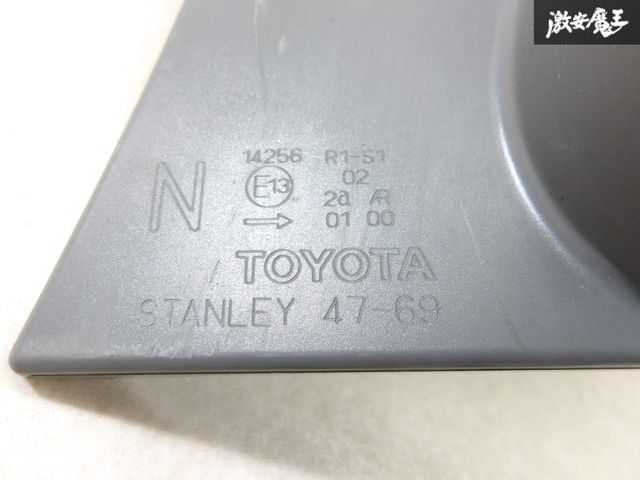 激安魔王
N
14256 R1-S1
E13 02
2a AR
→ 01 00
TOYOTA
STANLEY 47-69